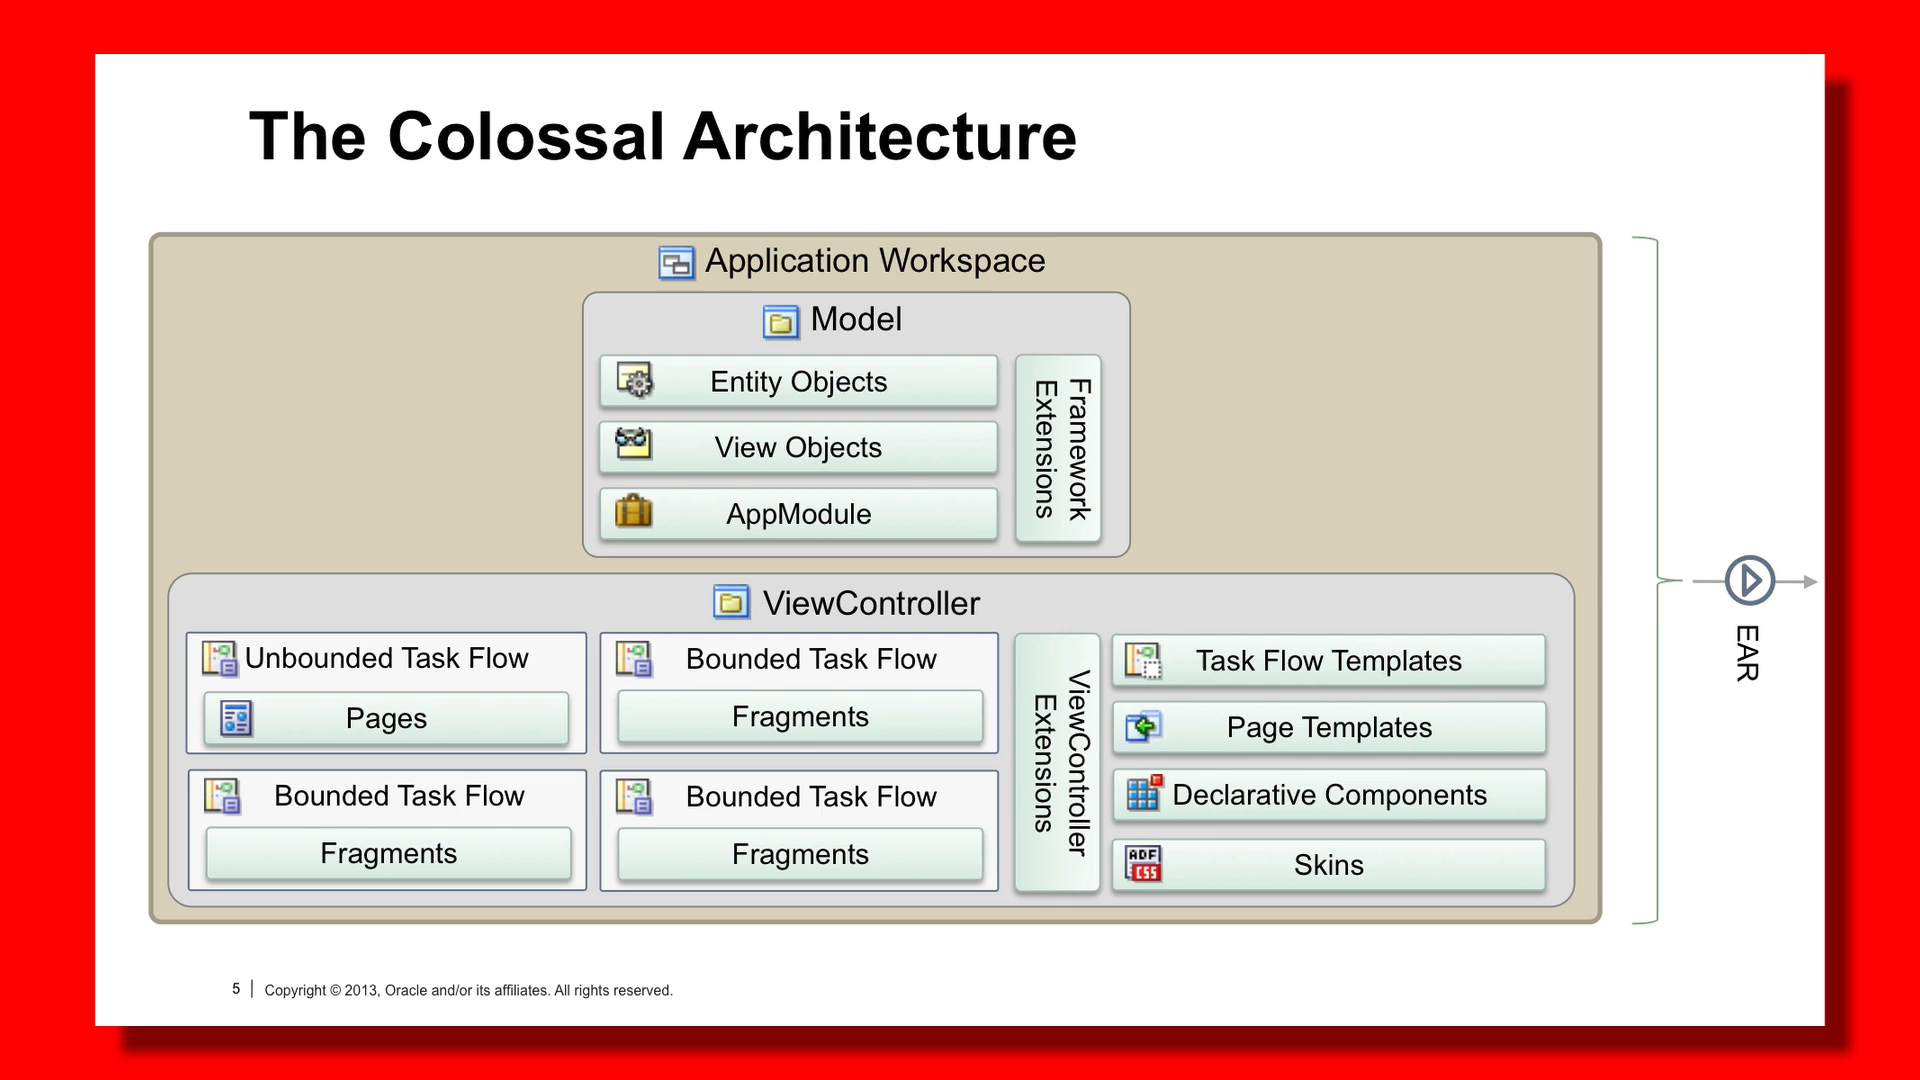 The Colossal Architecture
Application Workspace
Model
Entity Objects
View Objects
AppModule
Framework
Extensions
ViewController
Unbounded Task Flow
Pages
Bounded Task Flow
Fragments
Bounded Task Flow
Fragments
Bounded Task Flow
Fragments
ViewController
Extensions
Task Flow Templates
Page Templates
Declarative Components
ADF
CSS
Skins
EAR
5
Copyright © 2013, Oracle and/or its affiliates. All rights reserved.